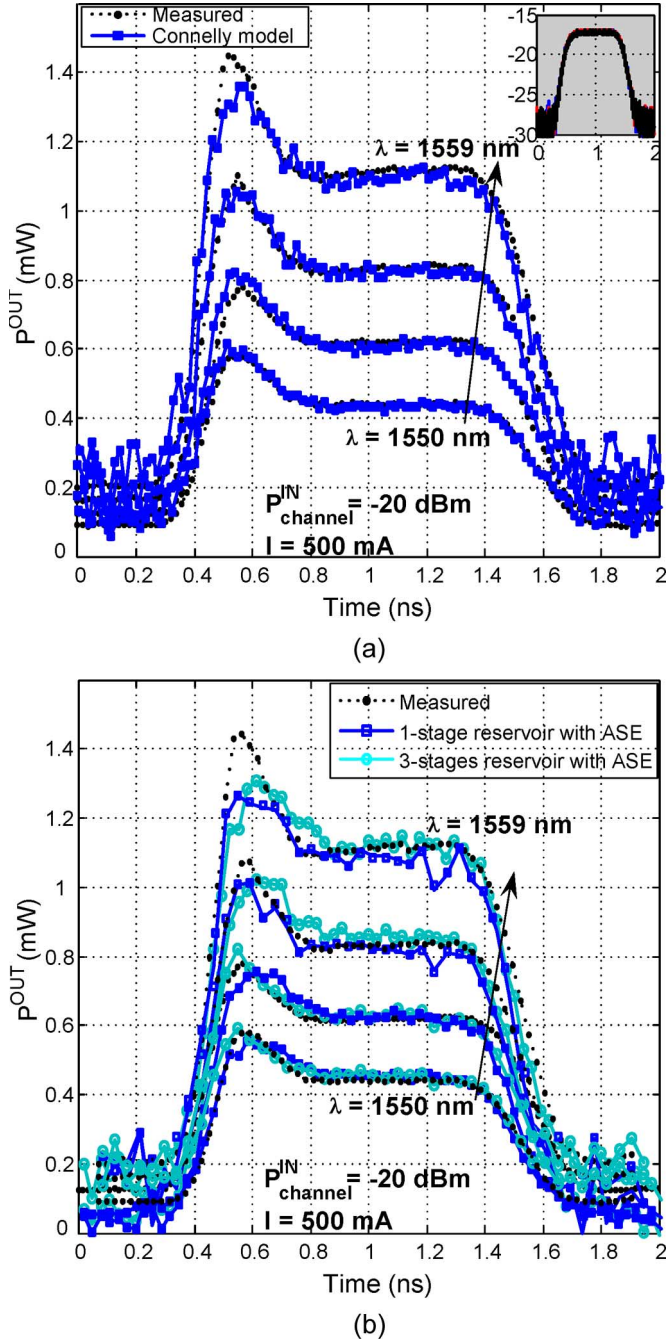 Measured
Connelly model
-15
-20
-25
-30
0 1 2
1.4
1.2
1
0.8
0.6
0.4
0.2
0
P^OUT (mW)
λ = 1559 nm
λ = 1550 nm
P^IN_channel = -20 dBm
I = 500 mA
0 0.2 0.4 0.6 0.8 1 1.2 1.4 1.6 1.8 2
Time (ns)
(a)
Measured
1-stage reservoir with ASE
3-stages reservoir with ASE
1.4
1.2
1
0.8
0.6
0.4
0.2
0
P^OUT (mW)
λ = 1559 nm
λ = 1550 nm
P^IN_channel = -20 dBm
I = 500 mA
0 0.2 0.4 0.6 0.8 1 1.2 1.4 1.6 1.8 2
Time (ns)
(b)